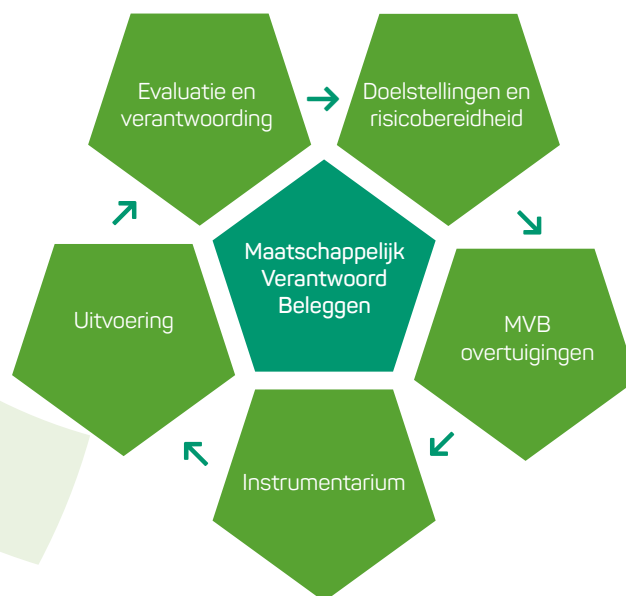 Evaluatie en
verantwoording
Doelstellingen en
risicobereidheid
Maatschappelijk
Verantwoord
Beleggen
Uitvoering
MVB
overtuigingen
Instrumentarium